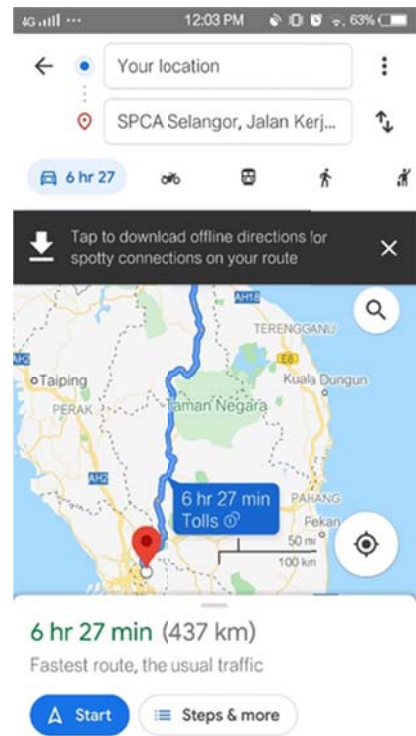 4G 12:03 PM 63%
Your location
SPCA Selangor, Jalan Kerj...
6 hr 27
Tap to download offline directions for
spotty connections on your route
AH18
TERENGGANU
E8
AH2
Taiping
Kuala Dungun
PERAK
Taman Negara
AH2
6 hr 27 min
Tolls
PAHANG
Pekan
50 mi
100 km
6 hr 27 min (437 km)
Fastest route, the usual traffic
Start
Steps & more